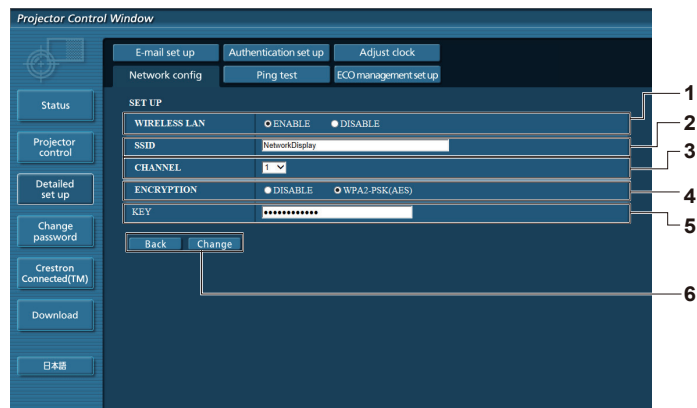 Projector Control Window
E-mail set up Authentication set up Adjust clock
Network config Ping test ECO management set up
Status
Projector control
Detailed set up
Change password
Crestron Connected(TM)
Download
日本語
SET UP
WIRELESS LAN ENABLE DISABLE
SSID NetworkDisplay
CHANNEL 1
ENCRYPTION DISABLE WPA2-PSK(AES)
KEY ••••••••••••
Back Change
1
2
3
4
5
6